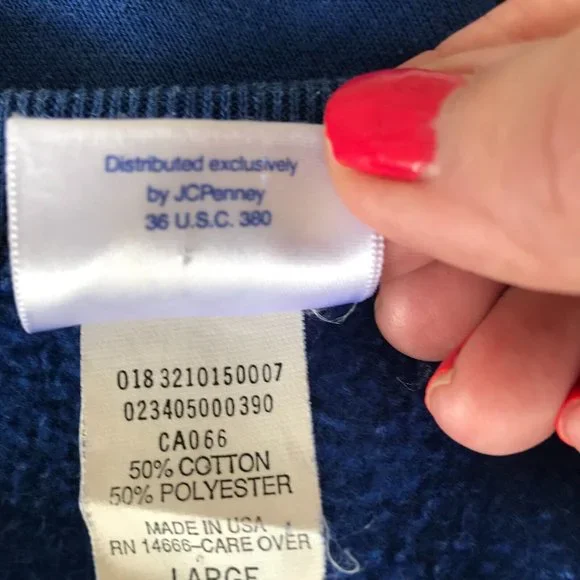 Distributed exclusively
by JCPenney
36 U.S.C. 380
018 3210150007
023405000390
CA066
50% COTTON
50% POLYESTER
MADE IN USA
RN 14666–CARE OVER
LARGE